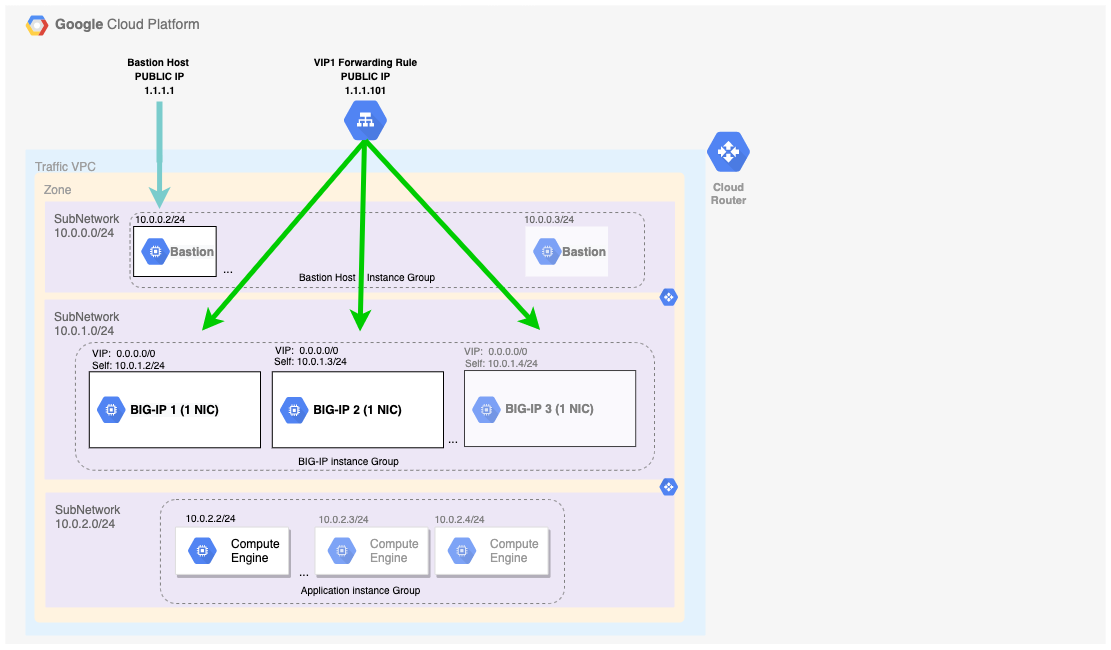 Google Cloud Platform
Bastion Host
PUBLIC IP
1.1.1.1
VIP1 Forwarding Rule
PUBLIC IP
1.1.1.101
Cloud
Router
Traffic VPC
Zone
SubNetwork
10.0.0.0/24
10.0.0.2/24
Bastion
...
10.0.0.3/24
Bastion
Bastion Host Instance Group
SubNetwork
10.0.1.0/24
VIP: 0.0.0.0/0
Self: 10.0.1.2/24
BIG-IP 1 (1 NIC)
VIP: 0.0.0.0/0
Self: 10.0.1.3/24
BIG-IP 2 (1 NIC)
...
VIP: 0.0.0.0/0
Self: 10.0.1.4/24
BIG-IP 3 (1 NIC)
BIG-IP instance Group
SubNetwork
10.0.2.0/24
10.0.2.2/24
Compute
Engine
...
10.0.2.3/24
Compute
Engine
10.0.2.4/24
Compute
Engine
Application instance Group